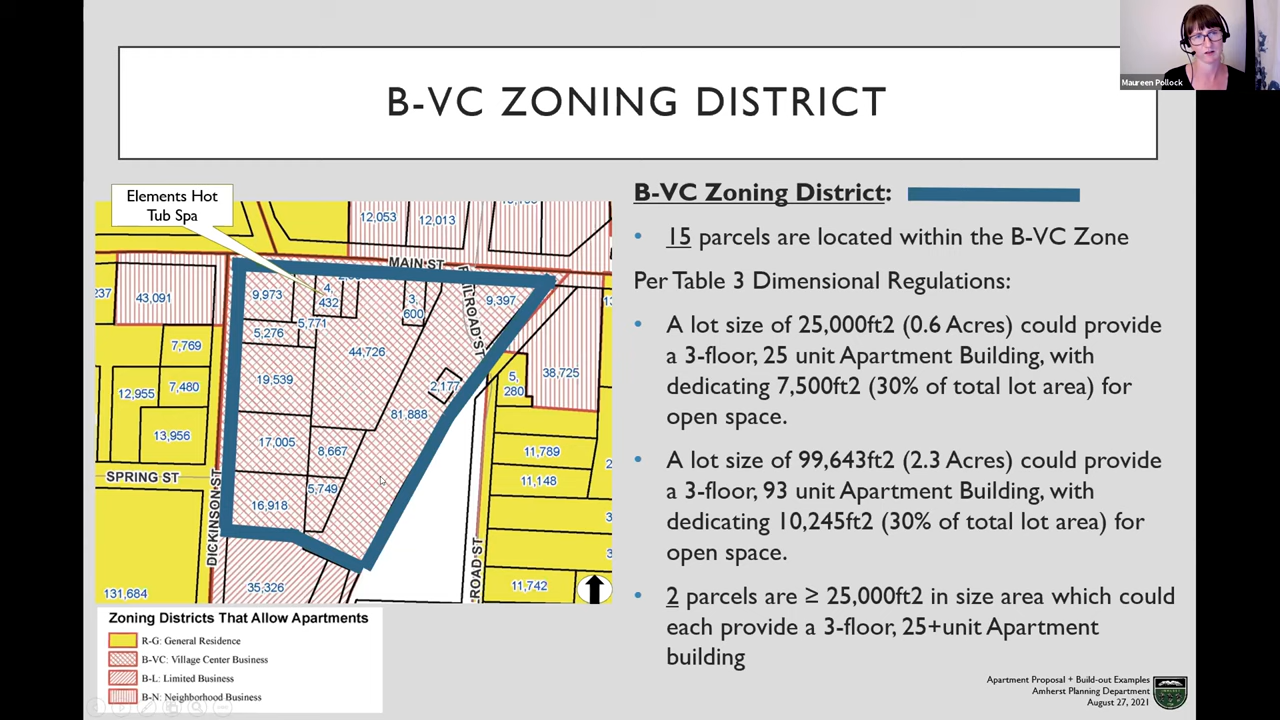 B-VC ZONING DISTRICT
Maureen Pollock
Elements Hot
Tub Spa
B-VC Zoning District:
• 15 parcels are located within the B-VC Zone
Per Table 3 Dimensional Regulations:
• A lot size of 25,000ft2 (0.6 Acres) could provide
a 3-floor, 25 unit Apartment Building, with
dedicating 7,500ft2 (30% of total lot area) for
open space.
• A lot size of 99,643ft2 (2.3 Acres) could provide
a 3-floor, 93 unit Apartment Building, with
dedicating 10,245ft2 (30% of total lot area) for
open space.
• 2 parcels are ≥ 25,000ft2 in size area which could
each provide a 3-floor, 25+unit Apartment
building
12,053
12,013
MAIN ST
237
43,091
9,973
4,
432
3,
600
RAILROAD ST
9,397
5,276
5,771
7,769
44,726
38,725
12,955
7,480
19,539
2,177
5,
280
81,888
13,956
17,005
8,667
11,789
SPRING ST
5,749
11,148
DICKINSON ST
16,918
ROAD ST
131,684
35,326
11,742
Zoning Districts That Allow Apartments
R-G: General Residence
B-VC: Village Center Business
B-L: Limited Business
B-N: Neighborhood Business
Apartment Proposal + Build-out Examples
Amherst Planning Department
August 27, 2021